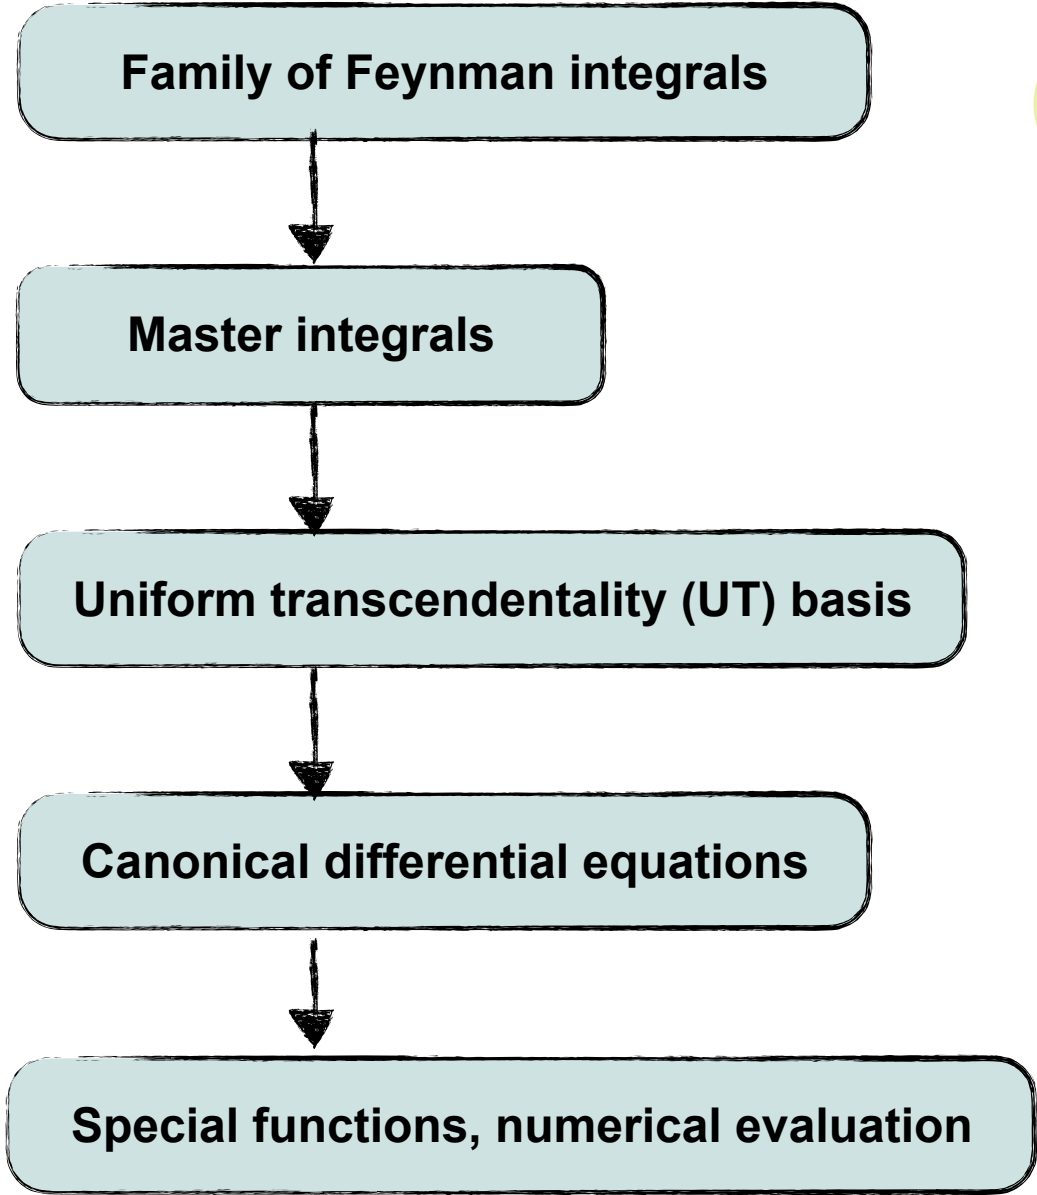 Family of Feynman integrals
Master integrals
Uniform transcendentality (UT) basis
Canonical differential equations
Special functions, numerical evaluation